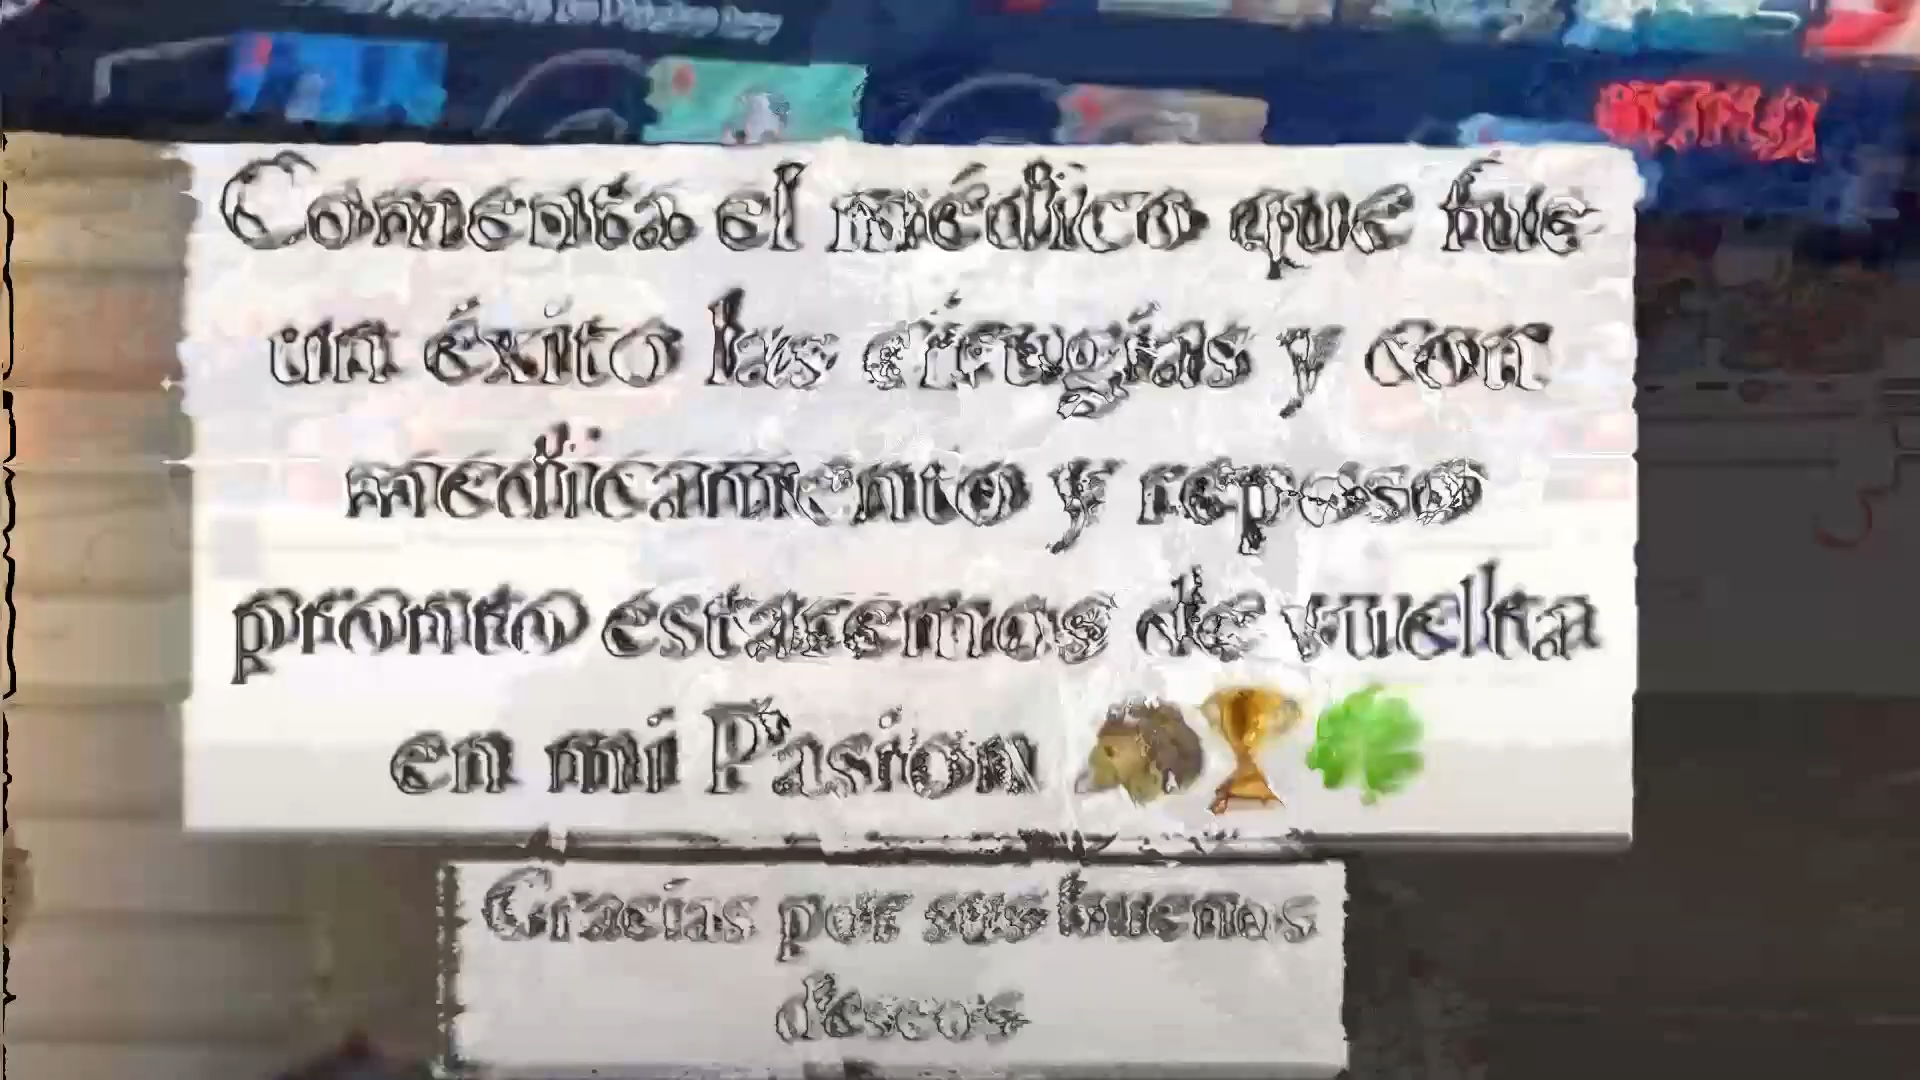 Comenta el médico que fue
un éxito las cirugías y con
medicamento y reposo
pronto estaremos de vuelta
en mi Pasion
Gracias por sus buenos
deseos